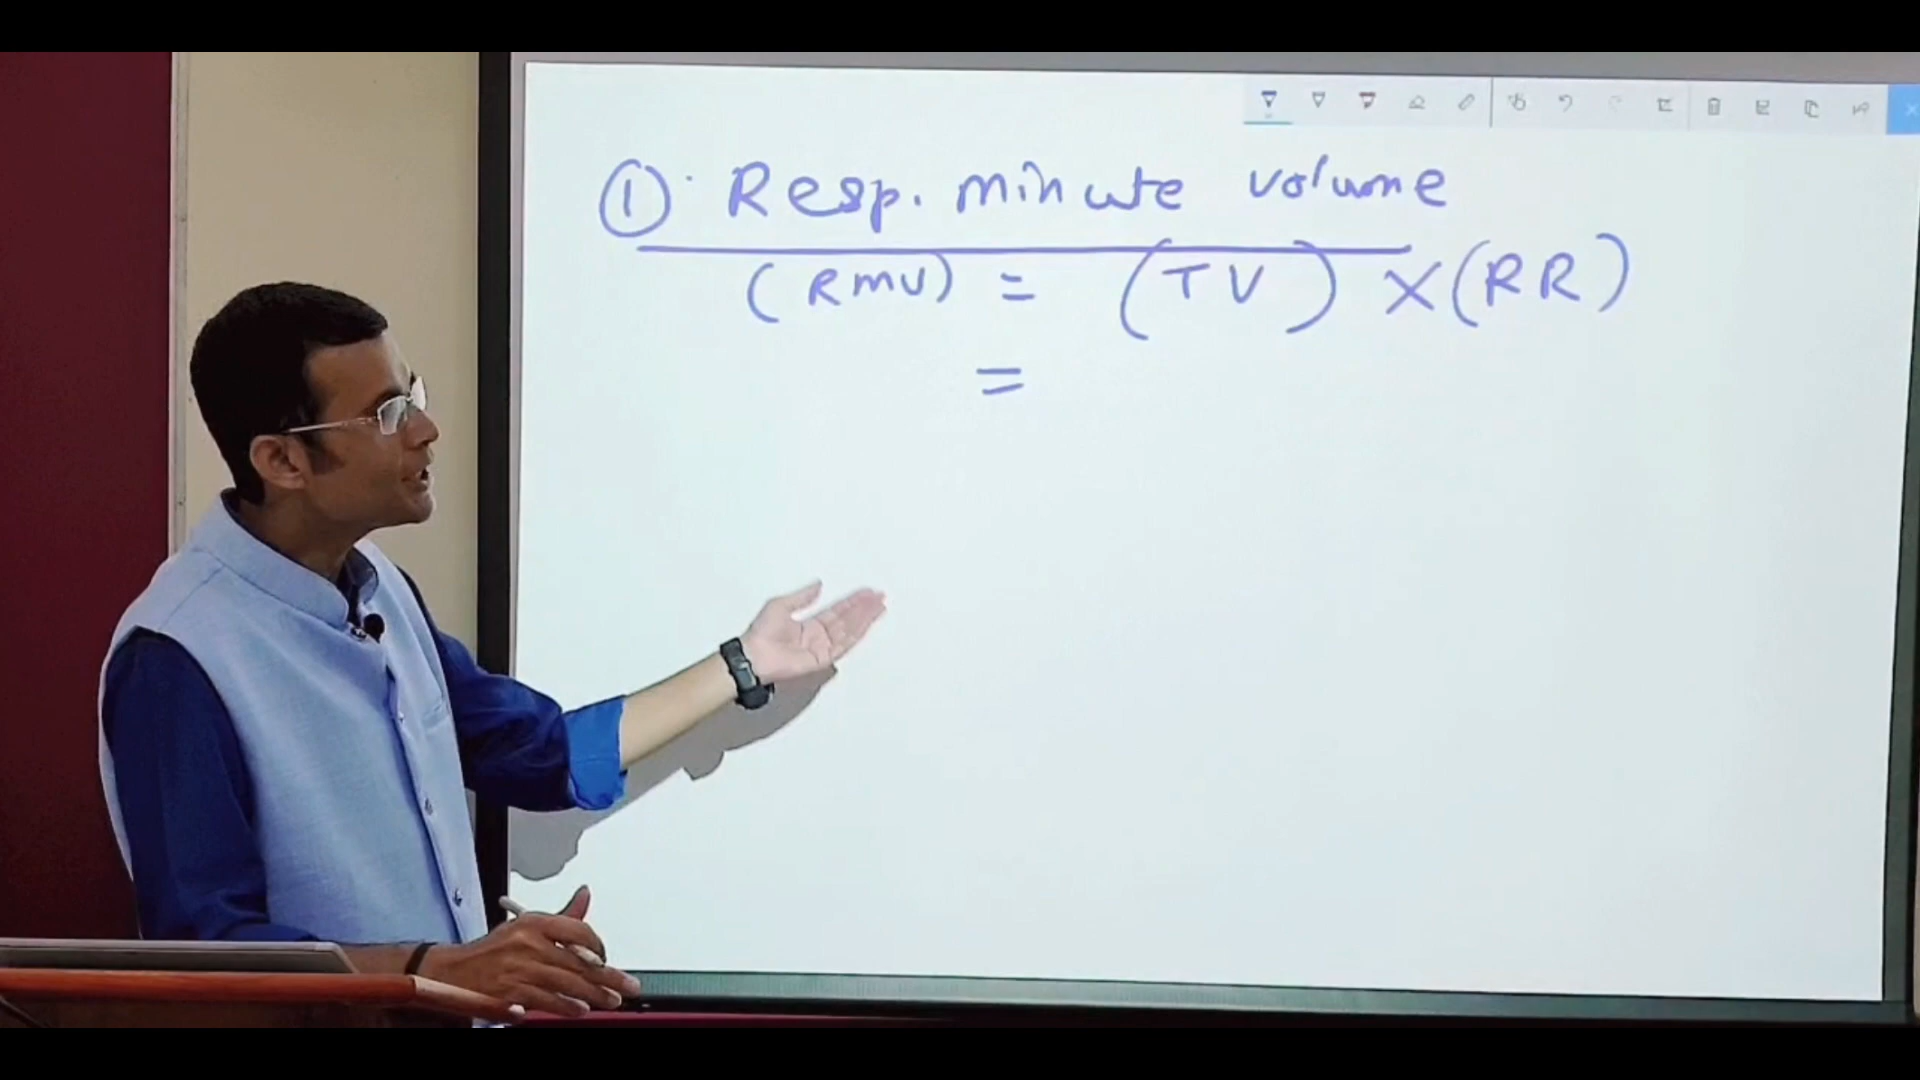 ① Resp. minute volume
(RMV) = (TV) X (RR)
=